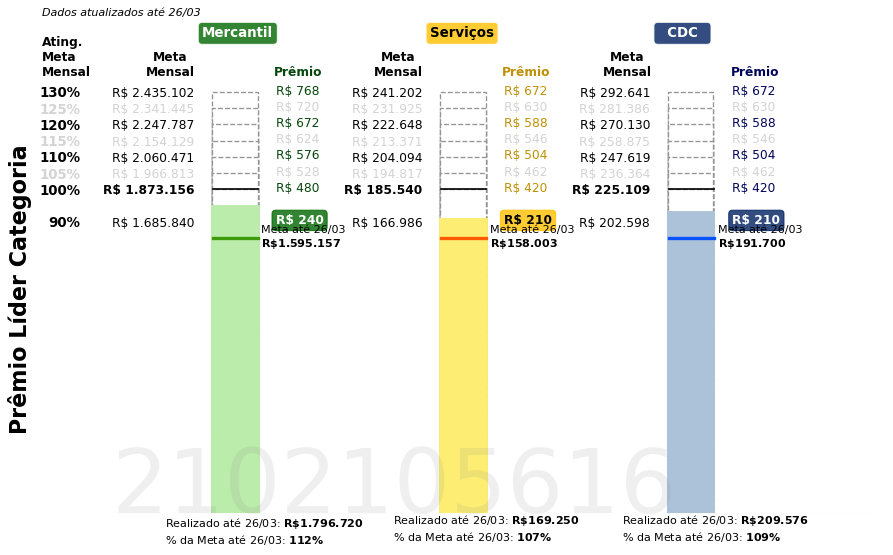 Dados atualizados até 26/03
Mercantil Serviços CDC
Ating. Meta Mensal Meta Mensal Prêmio Meta Mensal Prêmio Meta Mensal Prêmio
130% R$ 2.435.102 R$ 768 R$ 241.202 R$ 672 R$ 292.641 R$ 672
125% R$ 2.341.445 R$ 720 R$ 231.925 R$ 630 R$ 281.386 R$ 630
120% R$ 2.247.787 R$ 672 R$ 222.648 R$ 588 R$ 270.130 R$ 588
115% R$ 2.154.129 R$ 624 R$ 213.371 R$ 546 R$ 258.875 R$ 546
110% R$ 2.060.471 R$ 576 R$ 204.094 R$ 504 R$ 247.619 R$ 504
105% R$ 1.966.813 R$ 528 R$ 194.817 R$ 462 R$ 236.364 R$ 462
100% R$ 1.873.156 R$ 480 R$ 185.540 R$ 420 R$ 225.109 R$ 420
90% R$ 1.685.840 R$ 240 R$ 166.986 R$ 210 R$ 202.598 R$ 210
Meta até 26/03 Meta até 26/03 Meta até 26/03
R$1.595.157 R$158.003 R$191.700
Prêmio Líder Categoria
2102105616
Realizado até 26/03: R$1.796.720 Realizado até 26/03: R$169.250 Realizado até 26/03: R$209.576
% da Meta até 26/03: 112% % da Meta até 26/03: 107% % da Meta até 26/03: 109%